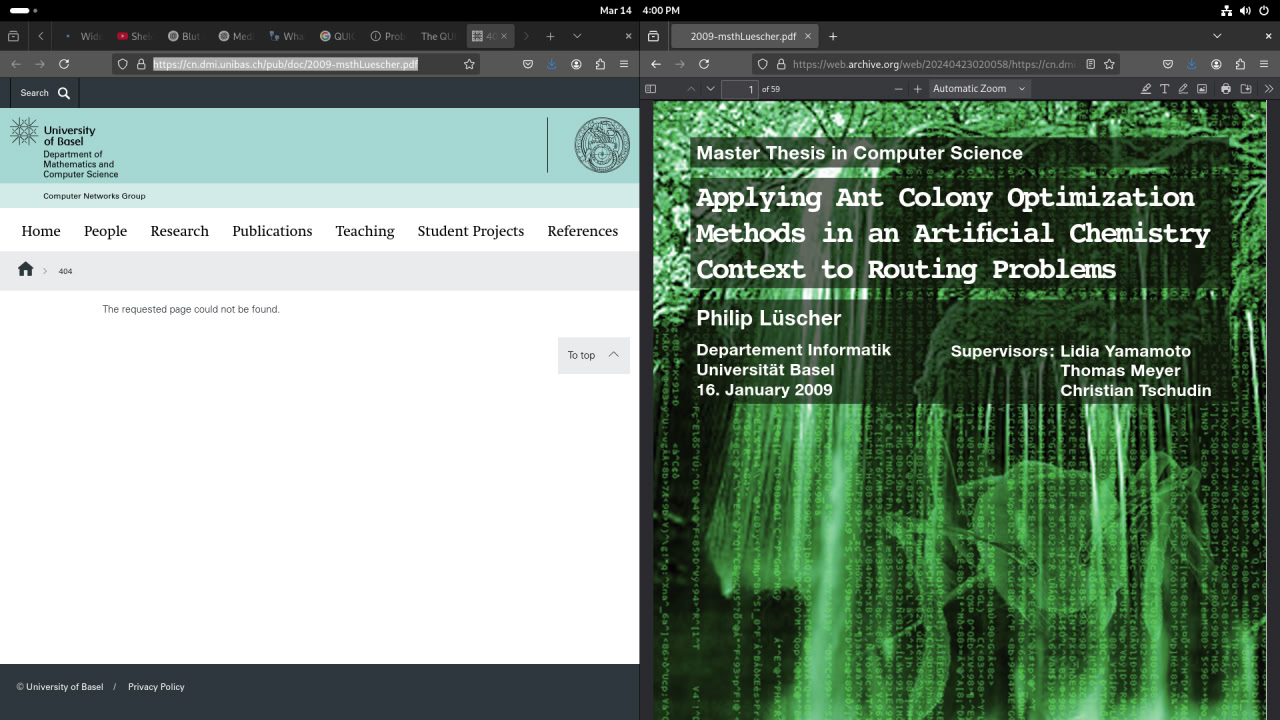 Mar 14 4:00 PM
Wide
Shel
Blut
Med
Wha
QUIC
Prob
The QU
40
2009-msthLuescher.pdf
https://cn.dmi.unibas.ch/pub/doc/2009-msthLuescher.pdf
https://web.archive.org/web/20240423020058/https://cn.dmi
Search
1 of 59
Automatic Zoom
University
of Basel
Department of
Mathematics and
Computer Science
Computer Networks Group
Home People Research Publications Teaching Student Projects References
404
The requested page could not be found.
To top
© University of Basel / Privacy Policy
Master Thesis in Computer Science
Applying Ant Colony Optimization
Methods in an Artificial Chemistry
Context to Routing Problems
Philip Lüscher
Departement Informatik
Universität Basel
16. January 2009
Supervisors: Lidia Yamamoto
Thomas Meyer
Christian Tschudin